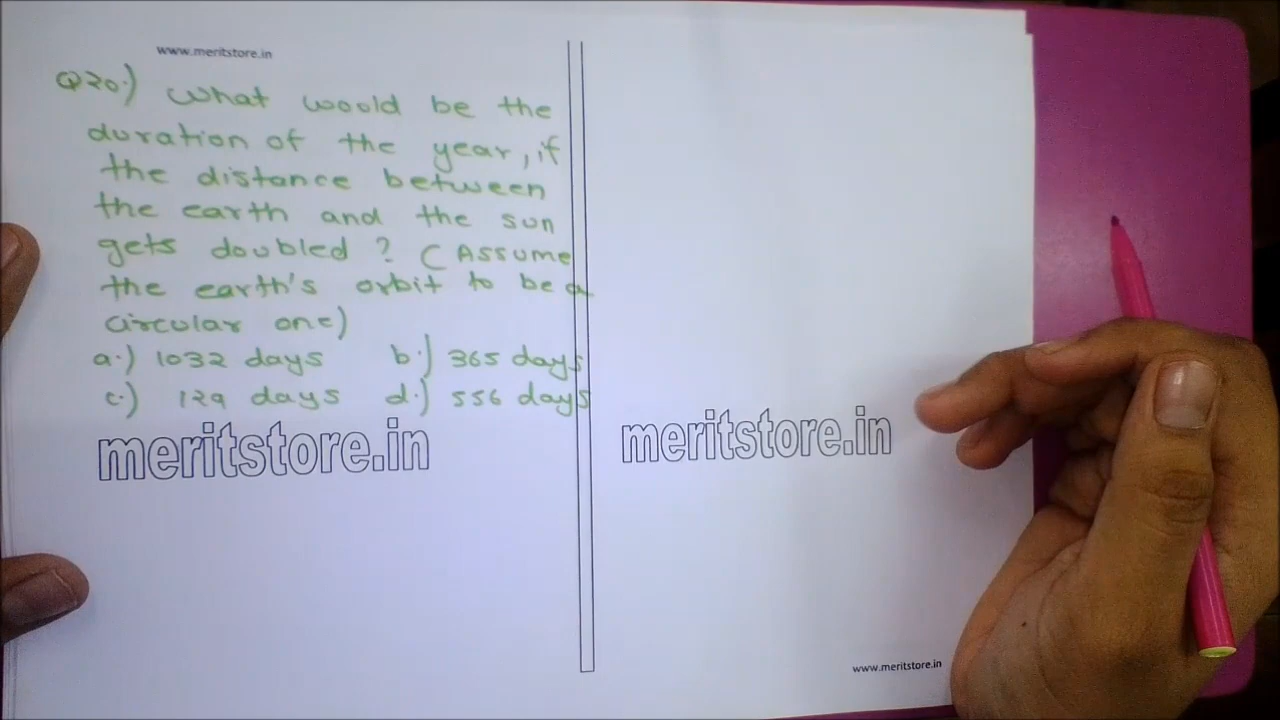 www.meritstore.in
Q20.) What would be the
duration of the year, if
the distance between
the earth and the sun
gets doubled ? ( Assume
the earth's orbit to be a
circular one)
a.) 1032 days b.) 365 days
c.) 129 days d.) 556 days
meritstore.in
meritstore.in
www.meritstore.in